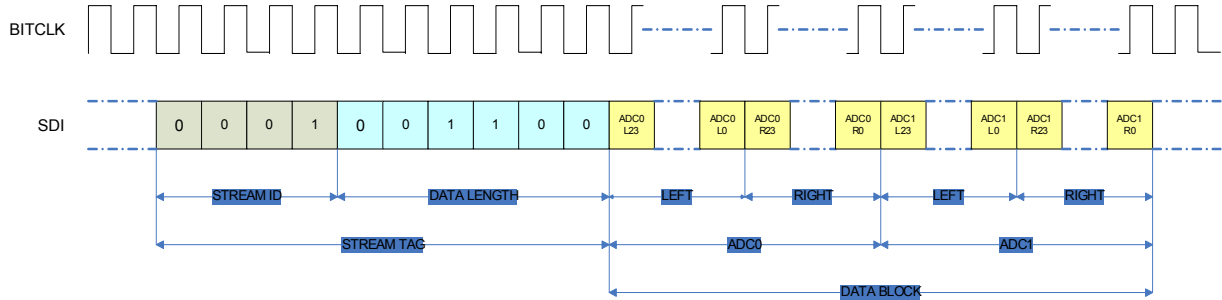 BITCLK
SDI
0 0 0 1 0 0 1 1 0 0
ADC0
L23
ADC0
L0
ADC0
R23
ADC0
R0
ADC1
L23
ADC1
L0
ADC1
R23
ADC1
R0
STREAM ID
DATA LENGTH
LEFT
RIGHT
LEFT
RIGHT
STREAM TAG
ADC0
ADC1
DATA BLOCK